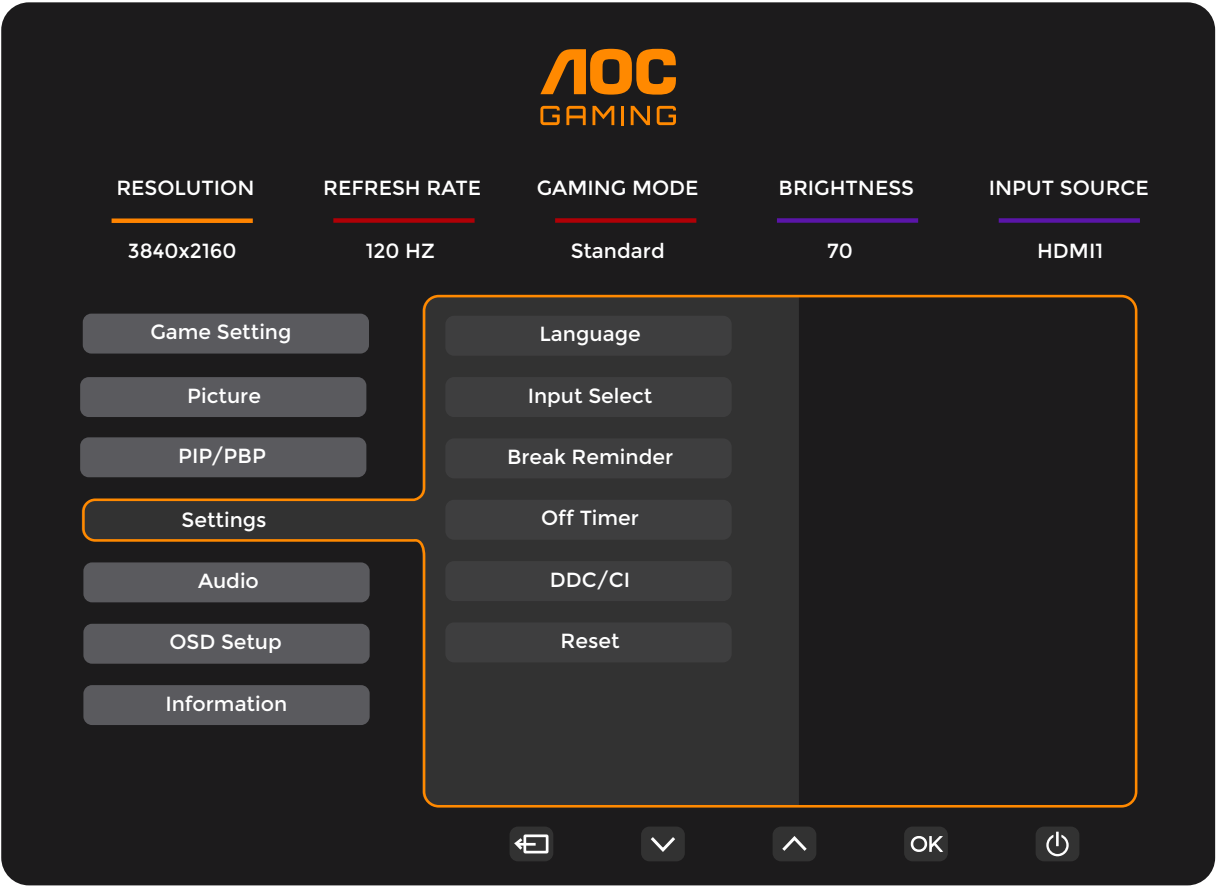 AOC
GAMING
RESOLUTION REFRESH RATE GAMING MODE BRIGHTNESS INPUT SOURCE
3840x2160 120 HZ Standard 70 HDMI1
Game Setting
Picture
PIP/PBP
Settings
Audio
OSD Setup
Information
Language
Input Select
Break Reminder
Off Timer
DDC/CI
Reset
OK